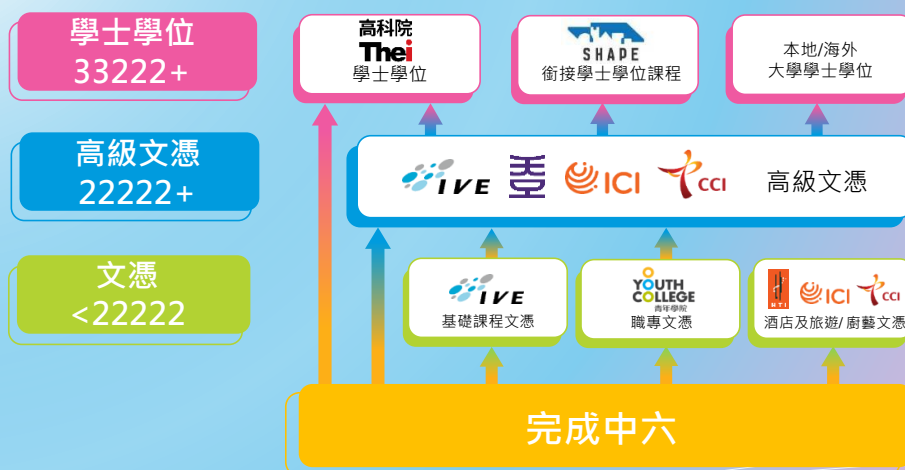 學士學位
33222+
高科院
Thei
學士學位
SHAPE
銜接學士學位課程
本地/海外
大學學士學位
高級文憑
22222+
IVE
ICI
CCI
高級文憑
文憑
<22222
IVE
基礎課程文憑
YOUTH
COLLEGE
青年學院
職專文憑
HTI
ICI
CCI
酒店及旅遊/廚藝文憑
完成中六